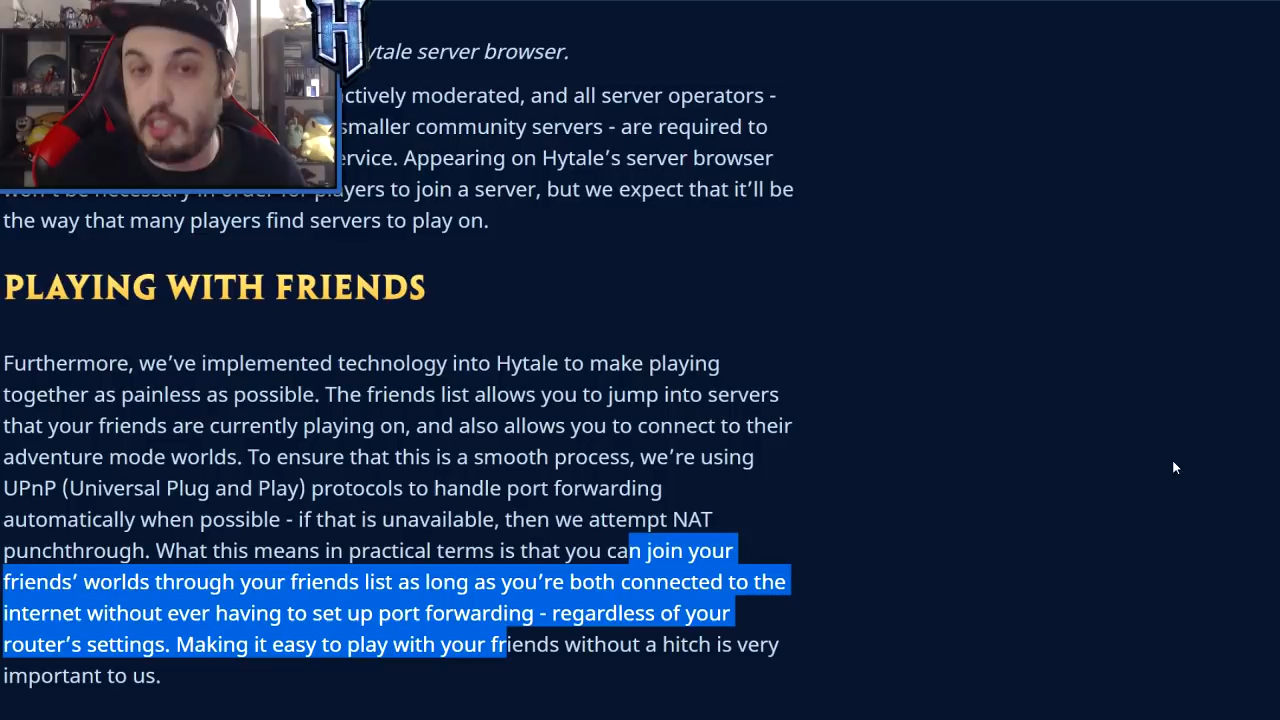 ytale server browser.
ctively moderated, and all server operators -
smaller community servers - are required to
ervice. Appearing on Hytale’s server browser
won’t be necessary in order for players to join a server, but we expect that it’ll be
the way that many players find servers to play on.
PLAYING WITH FRIENDS
Furthermore, we’ve implemented technology into Hytale to make playing
together as painless as possible. The friends list allows you to jump into servers
that your friends are currently playing on, and also allows you to connect to their
adventure mode worlds. To ensure that this is a smooth process, we’re using
UPnP (Universal Plug and Play) protocols to handle port forwarding
automatically when possible - if that is unavailable, then we attempt NAT
punchthrough. What this means in practical terms is that you can join your
friends’ worlds through your friends list as long as you’re both connected to the
internet without ever having to set up port forwarding - regardless of your
router’s settings. Making it easy to play with your friends without a hitch is very
important to us.